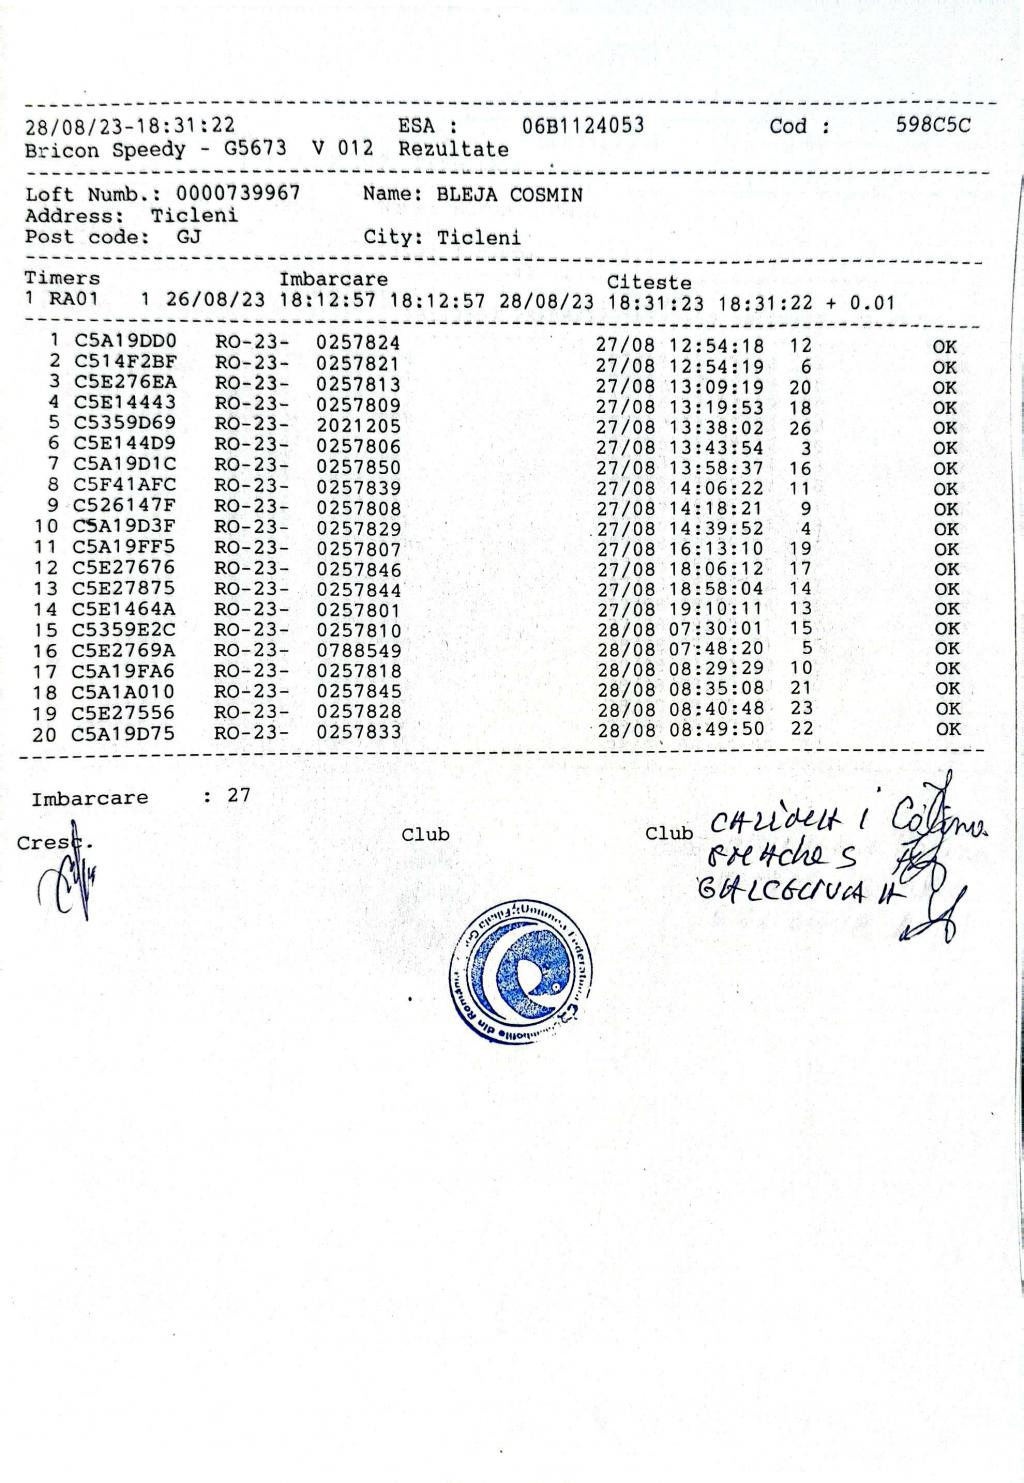 28/08/23-18:31:22 ESA : 06B1124053 Cod : 598C5C
Bricon Speedy - G5673 V 012 Rezultate
Loft Numb.: 0000739967 Name: BLEJA COSMIN
Address: Ticleni
Post code: GJ City: Ticleni
Timers Imbarcare Citeste
1 RA01 1 26/08/23 18:12:57 18:12:57 28/08/23 18:31:23 18:31:22 + 0.01
1 C5A19DD0 RO-23- 0257824 27/08 12:54:18 12 OK
2 C514F2BF RO-23- 0257821 27/08 12:54:19 6 OK
3 C5E276EA RO-23- 0257813 27/08 13:09:19 20 OK
4 C5E14443 RO-23- 0257809 27/08 13:19:53 18 OK
5 C5359D69 RO-23- 2021205 27/08 13:38:02 26 OK
6 C5E144D9 RO-23- 0257806 27/08 13:43:54 3 OK
7 C5A19D1C RO-23- 0257850 27/08 13:58:37 16 OK
8 C5F41AFC RO-23- 0257839 27/08 14:06:22 11 OK
9 C526147F RO-23- 0257808 27/08 14:18:21 9 OK
10 C5A19D3F RO-23- 0257829 27/08 14:39:52 4 OK
11 C5A19FF5 RO-23- 0257807 27/08 16:13:10 19 OK
12 C5E27676 RO-23- 0257846 27/08 18:06:12 17 OK
13 C5E27875 RO-23- 0257844 27/08 18:58:04 14 OK
14 C5E1464A RO-23- 0257801 27/08 19:10:11 13 OK
15 C5359E2C RO-23- 0257810 28/08 07:30:01 15 OK
16 C5E2769A RO-23- 0788549 28/08 07:48:20 5 OK
17 C5A19FA6 RO-23- 0257818 28/08 08:29:29 10 OK
18 C5A1A010 RO-23- 0257845 28/08 08:35:08 21 OK
19 C5E27556 RO-23- 0257828 28/08 08:40:48 23 OK
20 C5A19D75 RO-23- 0257833 28/08 08:49:50 22 OK
Imbarcare : 27
Cresc. Club Club